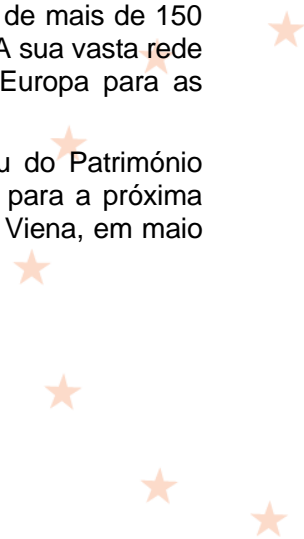 de mais de 150
A sua vasta rede
Europa para as
u do Património
para a próxima
Viena, em maio